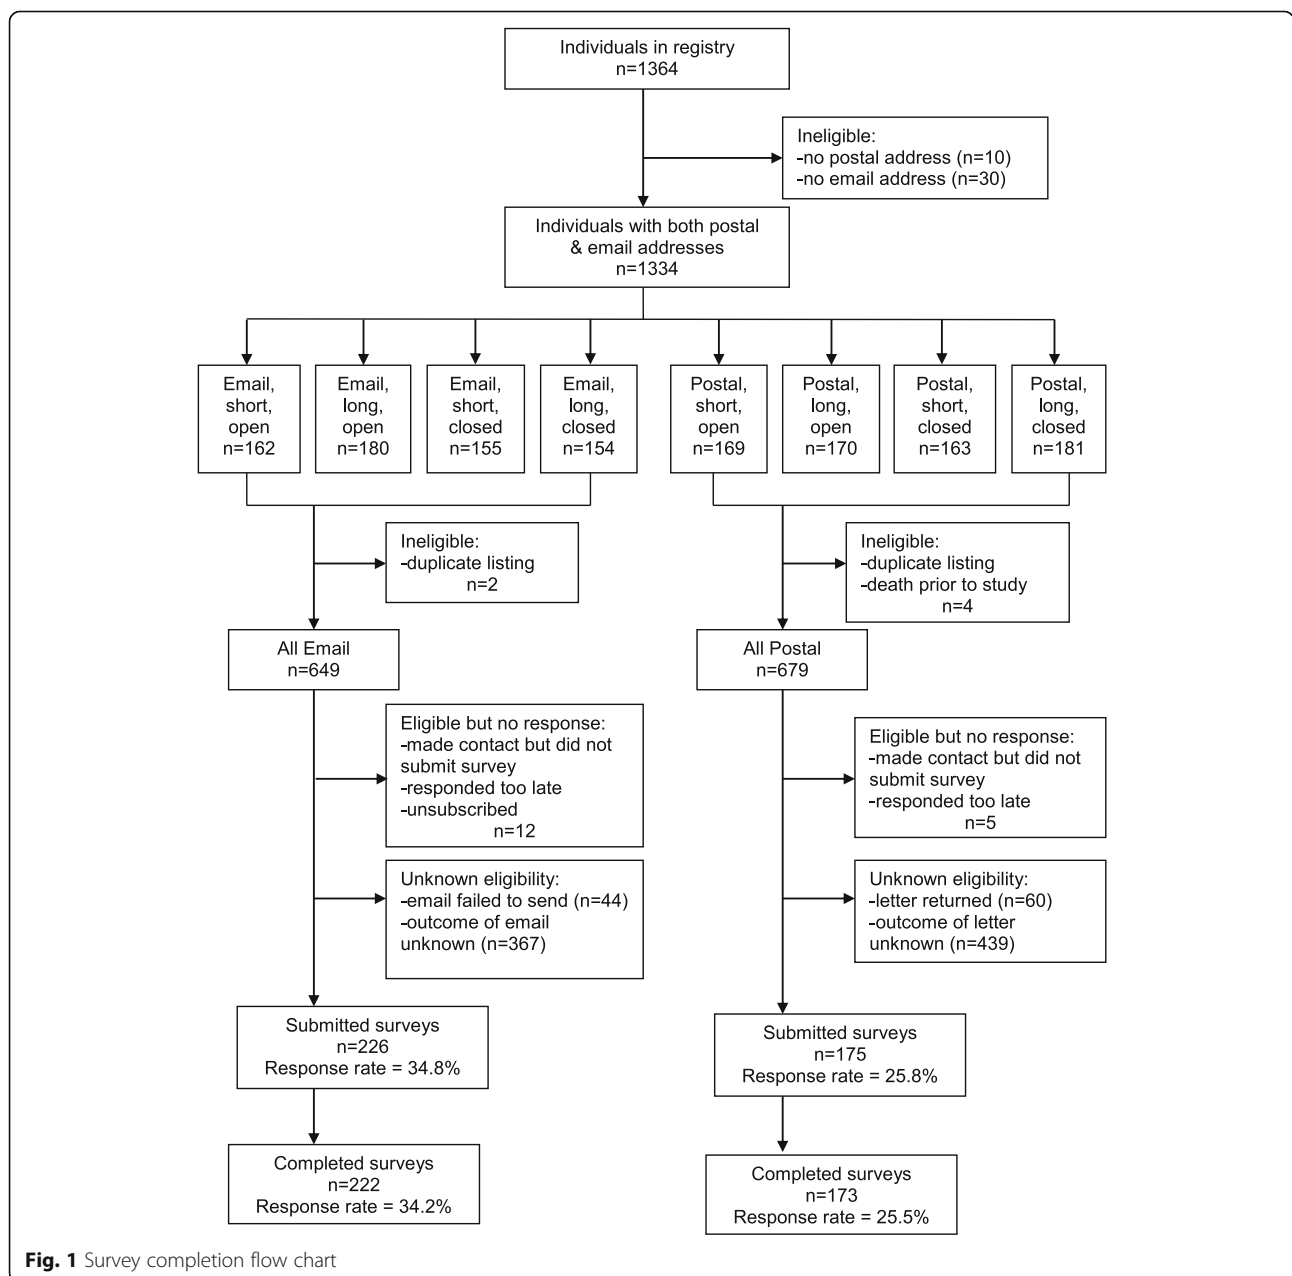 Individuals in registry
n=1364
Ineligible:
-no postal address (n=10)
-no email address (n=30)
Individuals with both postal
& email addresses
n=1334
Email,
short,
open
n=162
Email,
long,
open
n=180
Email,
short,
closed
n=155
Email,
long,
closed
n=154
Postal,
short,
open
n=169
Postal,
long,
open
n=170
Postal,
short,
closed
n=163
Postal,
long,
closed
n=181
Ineligible:
-duplicate listing
n=2
Ineligible:
-duplicate listing
-death prior to study
n=4
All Email
n=649
All Postal
n=679
Eligible but no response:
-made contact but did not
submit survey
-responded too late
-unsubscribed
n=12
Eligible but no response:
-made contact but did not
submit survey
-responded too late
n=5
Unknown eligibility:
-email failed to send (n=44)
-outcome of email
unknown (n=367)
Unknown eligibility:
-letter returned (n=60)
-outcome of letter
unknown (n=439)
Submitted surveys
n=226
Response rate = 34.8%
Submitted surveys
n=175
Response rate = 25.8%
Completed surveys
n=222
Response rate = 34.2%
Completed surveys
n=173
Response rate = 25.5%
Fig. 1 Survey completion flow chart